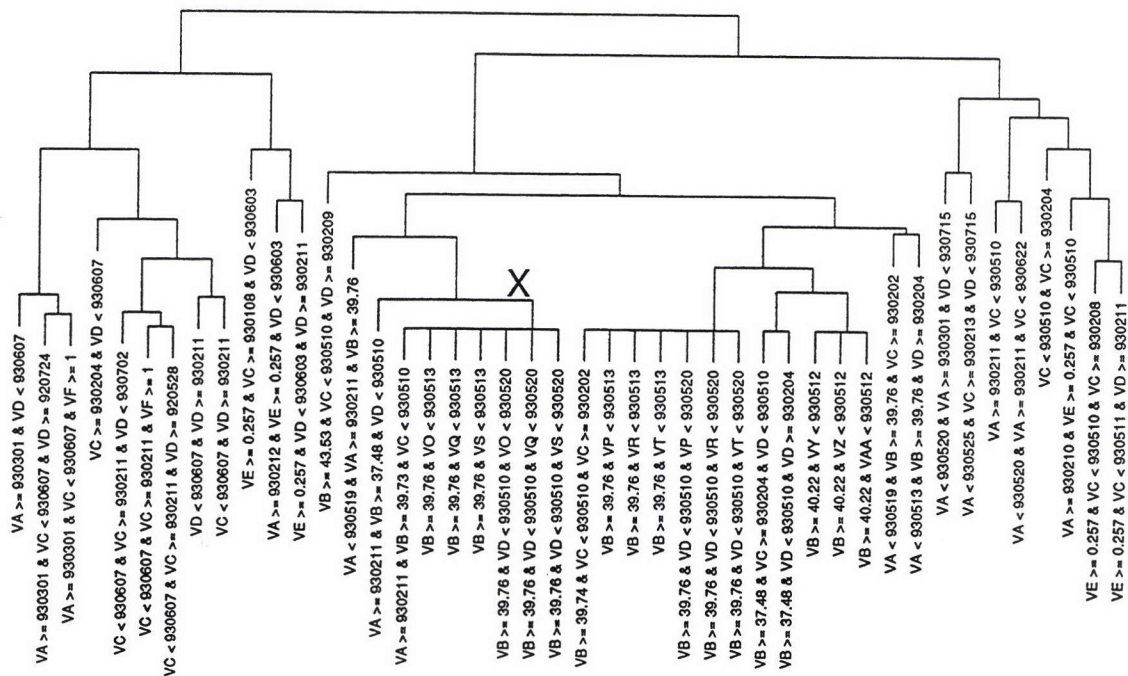 VA >= 930301 & VD < 930607
VA >= 930301 & VC < 930607 & VD >= 920724
VA >= 930301 & VC < 930607 & VF >= 1
VC >= 930204 & VD < 930607
VC < 930607 & VC >= 930211 & VD < 930702
VC < 930607 & VC >= 930211 & VF >= 1
VC < 930607 & VC >= 930211 & VD >= 920528
VD < 930607 & VD >= 930211
VC < 930607 & VD >= 930211
VE >= 0.257 & VC >= 930108 & VD < 930603
VA >= 930212 & VE >= 0.257 & VD < 930603
VE >= 0.257 & VD < 930603 & VD >= 930211
VB >= 43.53 & VC < 930510 & VD >= 930209
VA < 930519 & VA >= 930211 & VB >= 39.76
VA >= 930211 & VB >= 37.48 & VD < 930510
X
VA >= 930211 & VB >= 39.73 & VC < 930510
VB >= 39.76 & VO < 930513
VB >= 39.76 & VQ < 930513
VB >= 39.76 & VS < 930513
VB >= 39.76 & VD < 930510 & VO < 930520
VB >= 39.76 & VD < 930510 & VQ < 930520
VB >= 39.76 & VD < 930510 & VS < 930520
VB >= 39.74 & VC < 930510 & VC >= 930202
VB >= 39.76 & VP < 930513
VB >= 39.76 & VR < 930513
VB >= 39.76 & VT < 930513
VB >= 39.76 & VD < 930510 & VP < 930520
VB >= 39.76 & VD < 930510 & VR < 930520
VB >= 39.76 & VD < 930510 & VT < 930520
VB >= 37.48 & VC >= 930204 & VD < 930510
VB >= 37.48 & VD < 930510 & VD >= 930204
VB >= 40.22 & VY < 930512
VB >= 40.22 & VZ < 930512
VB >= 40.22 & VAA < 930512
VA < 930519 & VB >= 39.76 & VC >= 930202
VA < 930513 & VB >= 39.76 & VD >= 930204
VA < 930520 & VA >= 930301 & VD < 930715
VA < 930525 & VC >= 930213 & VD < 930715
VA >= 930211 & VC < 930510
VA < 930520 & VA >= 930211 & VC < 930622
VC < 930510 & VC >= 930204
VA >= 930210 & VE >= 0.257 & VC < 930510
VE >= 0.257 & VC < 930510 & VC >= 930208
VE >= 0.257 & VC < 930511 & VD >= 930211